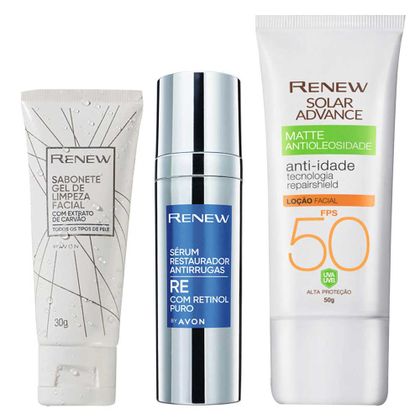 RENEW
SABONETE
GEL DE
LIMPEZA
FACIAL
COM EXTRATO
DE CARVÃO
TODOS OS TIPOS DE PELE
BY AVON
30g
RENEW
SÉRUM
RESTAURADOR
ANTIRRUGAS
RE
COM RETINOL
PURO
BY AVON
RENEW
SOLAR
ADVANCE
MATTE
ANTIOLEOSIDADE
anti-idade
tecnologia
repairshield
LOÇÃO FACIAL
FPS
50
UVA
UVB
ALTA PROTEÇÃO
50g